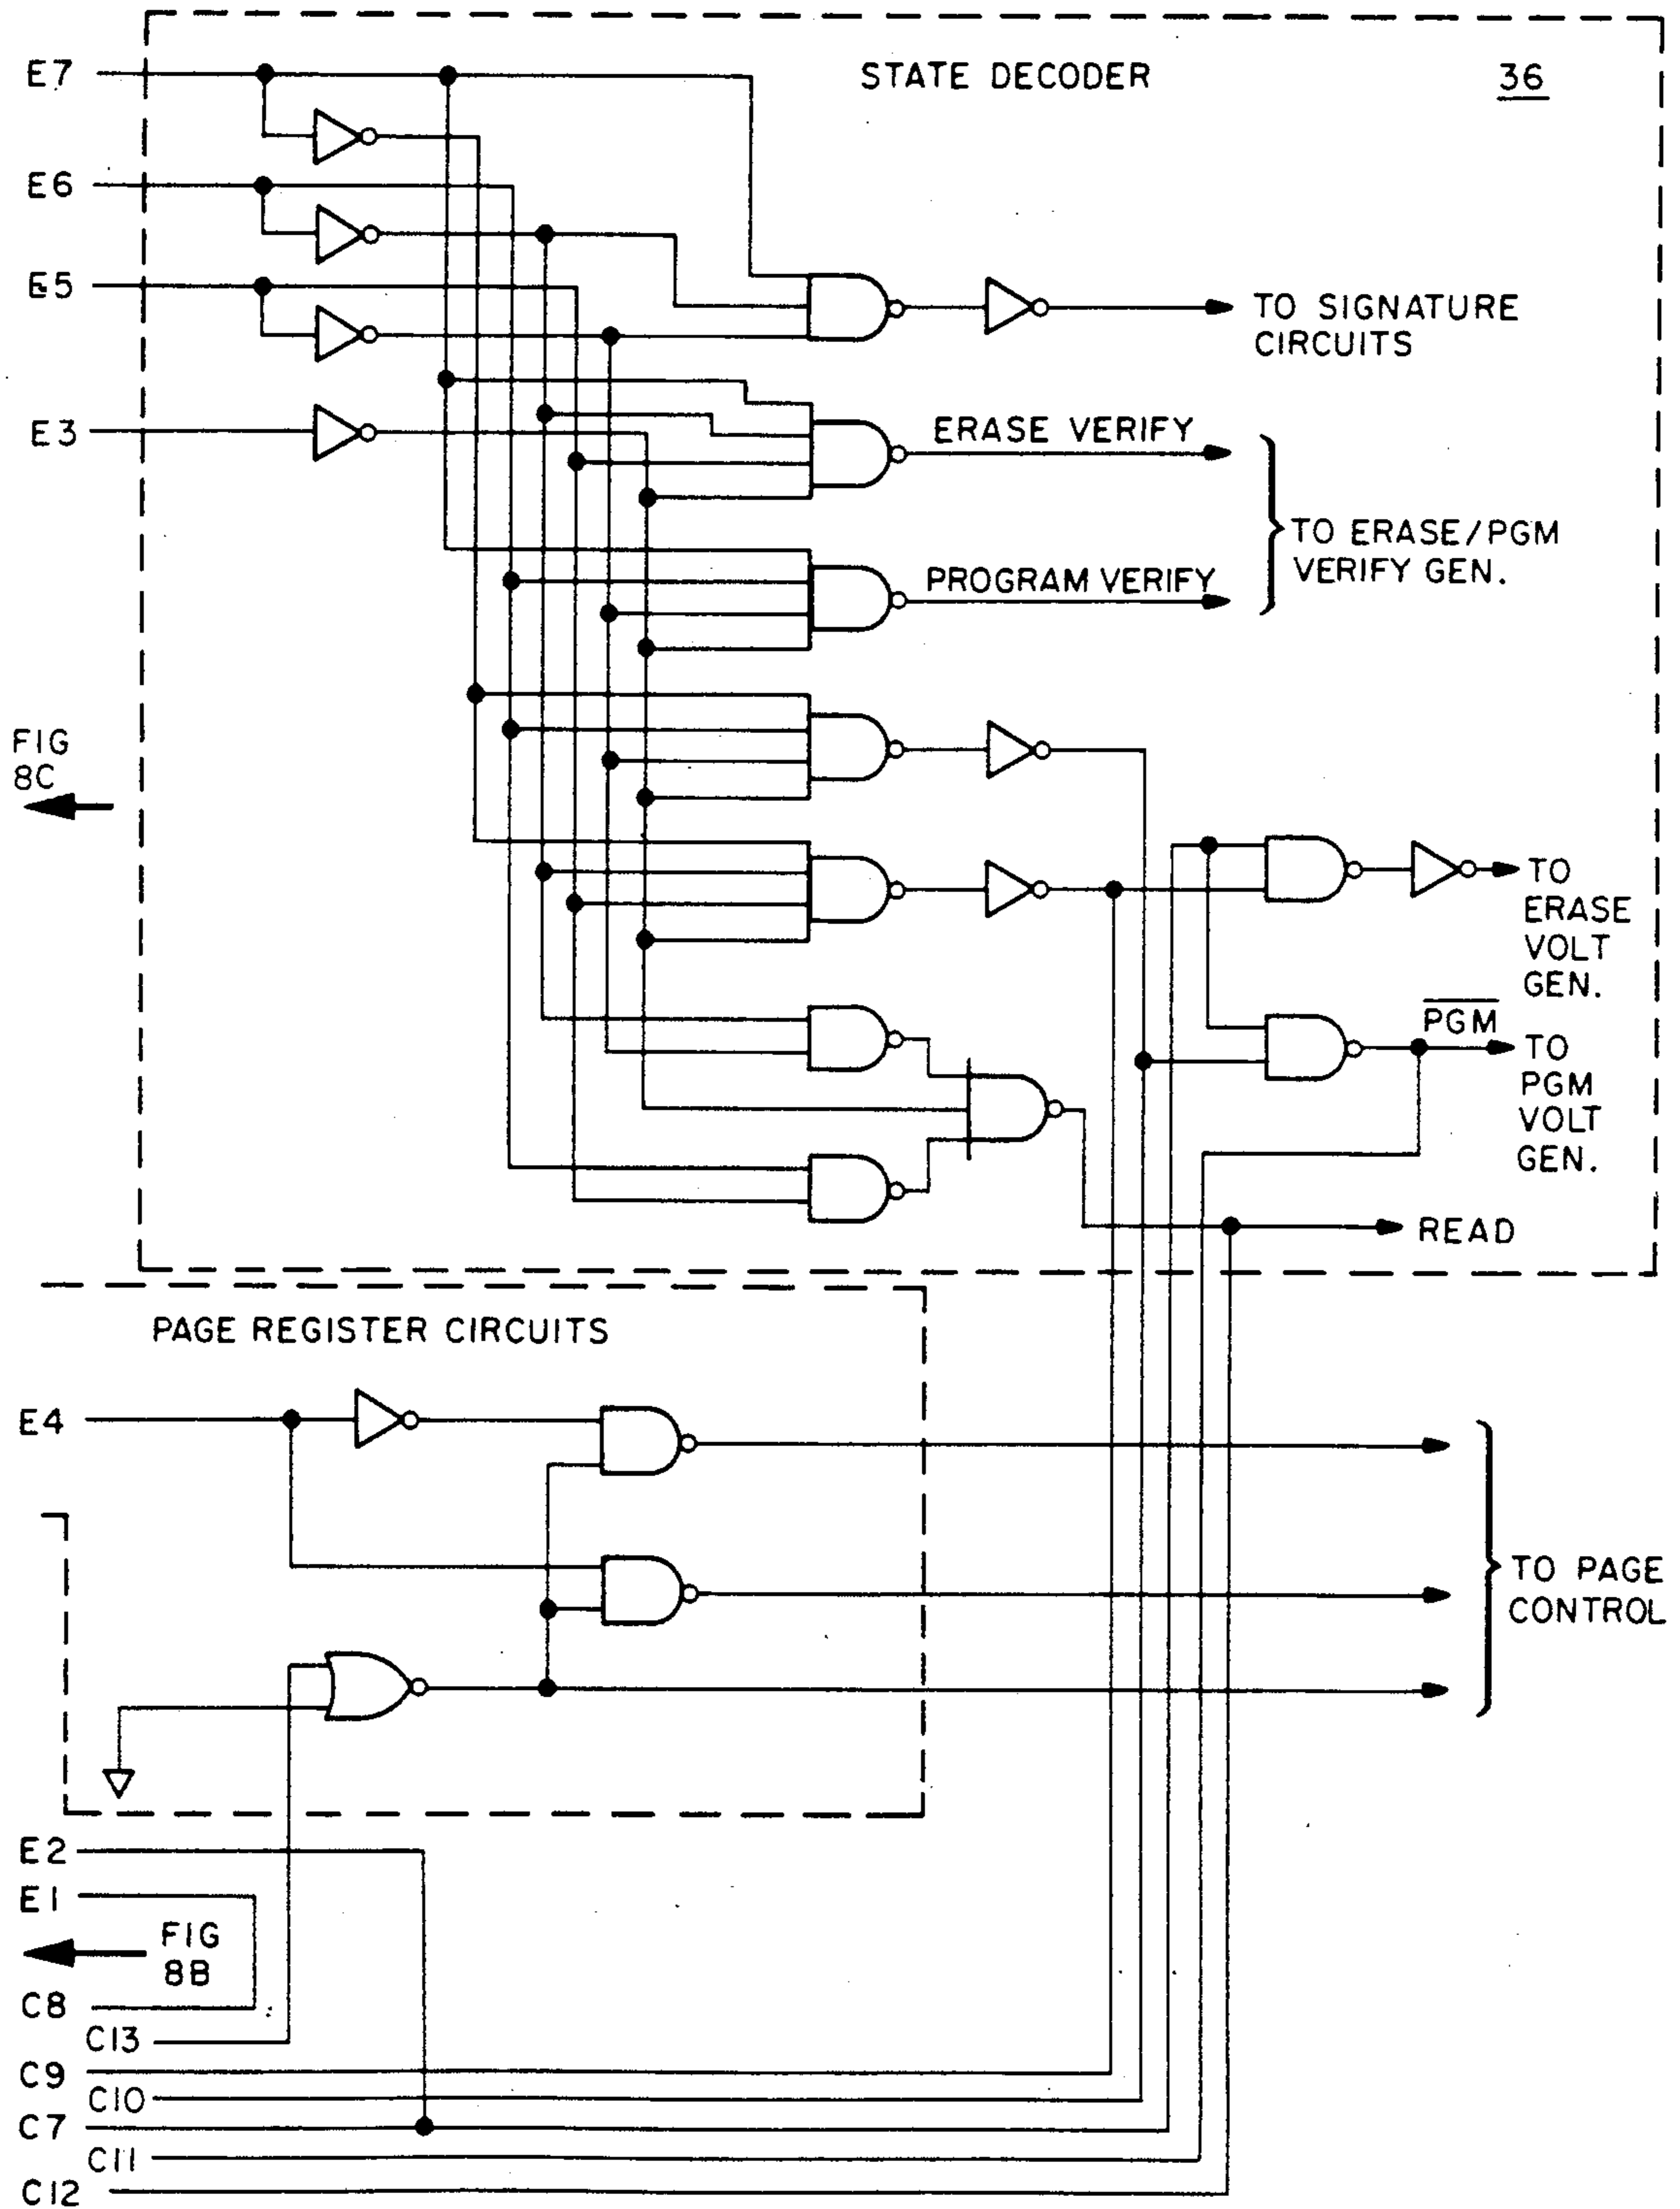 STATE DECODER
36
E7
E6
E5
E3
TO SIGNATURE
CIRCUITS
ERASE VERIFY
PROGRAM VERIFY
TO ERASE/PGM
VERIFY GEN.
FIG
8C
TO
ERASE
VOLT
GEN.
PGM
TO
PGM
VOLT
GEN.
READ
PAGE REGISTER CIRCUITS
E4
TO PAGE
CONTROL
E2
E1
FIG
8B
C8
C13
C9
C10
C7
C11
C12